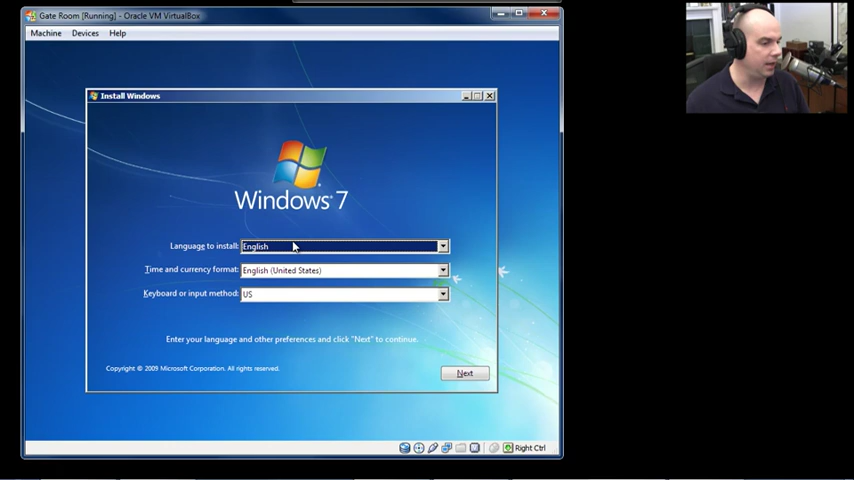 Gate Room [Running] - Oracle VM VirtualBox
Machine Devices Help
Install Windows
Windows 7
Language to install: English
Time and currency format: English (United States)
Keyboard or input method: US
Enter your language and other preferences and click "Next" to continue.
Copyright © 2009 Microsoft Corporation. All rights reserved.
Next
Right Ctrl